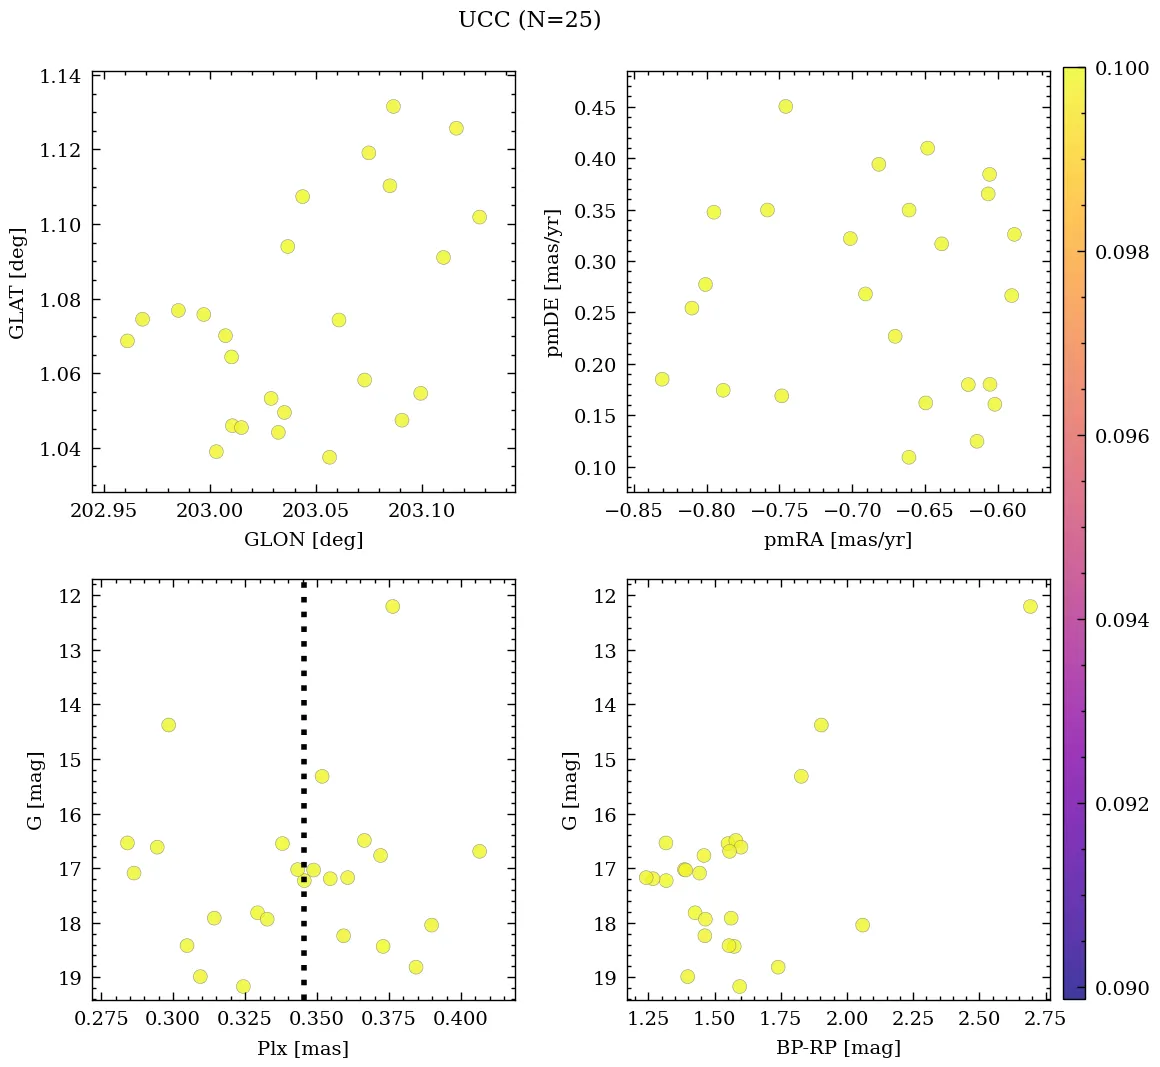 UCC (N=25)
1.14
1.12
1.10
1.08
1.06
1.04
GLAT [deg]
202.95 203.00 203.05 203.10
GLON [deg]
0.45
0.40
0.35
0.30
0.25
0.20
0.15
0.10
pmDE [mas/yr]
−0.85 −0.80 −0.75 −0.70 −0.65 −0.60
pmRA [mas/yr]
12
13
14
15
16
17
18
19
G [mag]
0.275 0.300 0.325 0.350 0.375 0.400
Plx [mas]
12
13
14
15
16
17
18
19
G [mag]
1.25 1.50 1.75 2.00 2.25 2.50 2.75
BP-RP [mag]
0.100
0.098
0.096
0.094
0.092
0.090